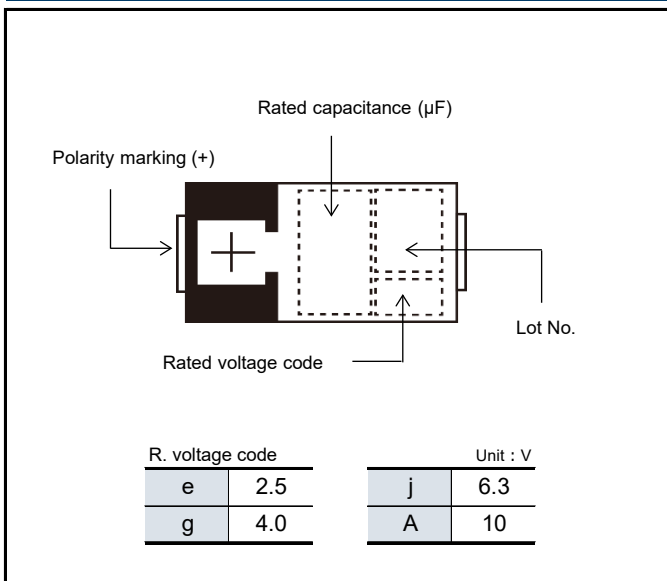 Rated capacitance (μF)
Polarity marking (+)
+
Lot No.
Rated voltage code
R. voltage code
Unit : V
e 2.5 j 6.3
g 4.0 A 10